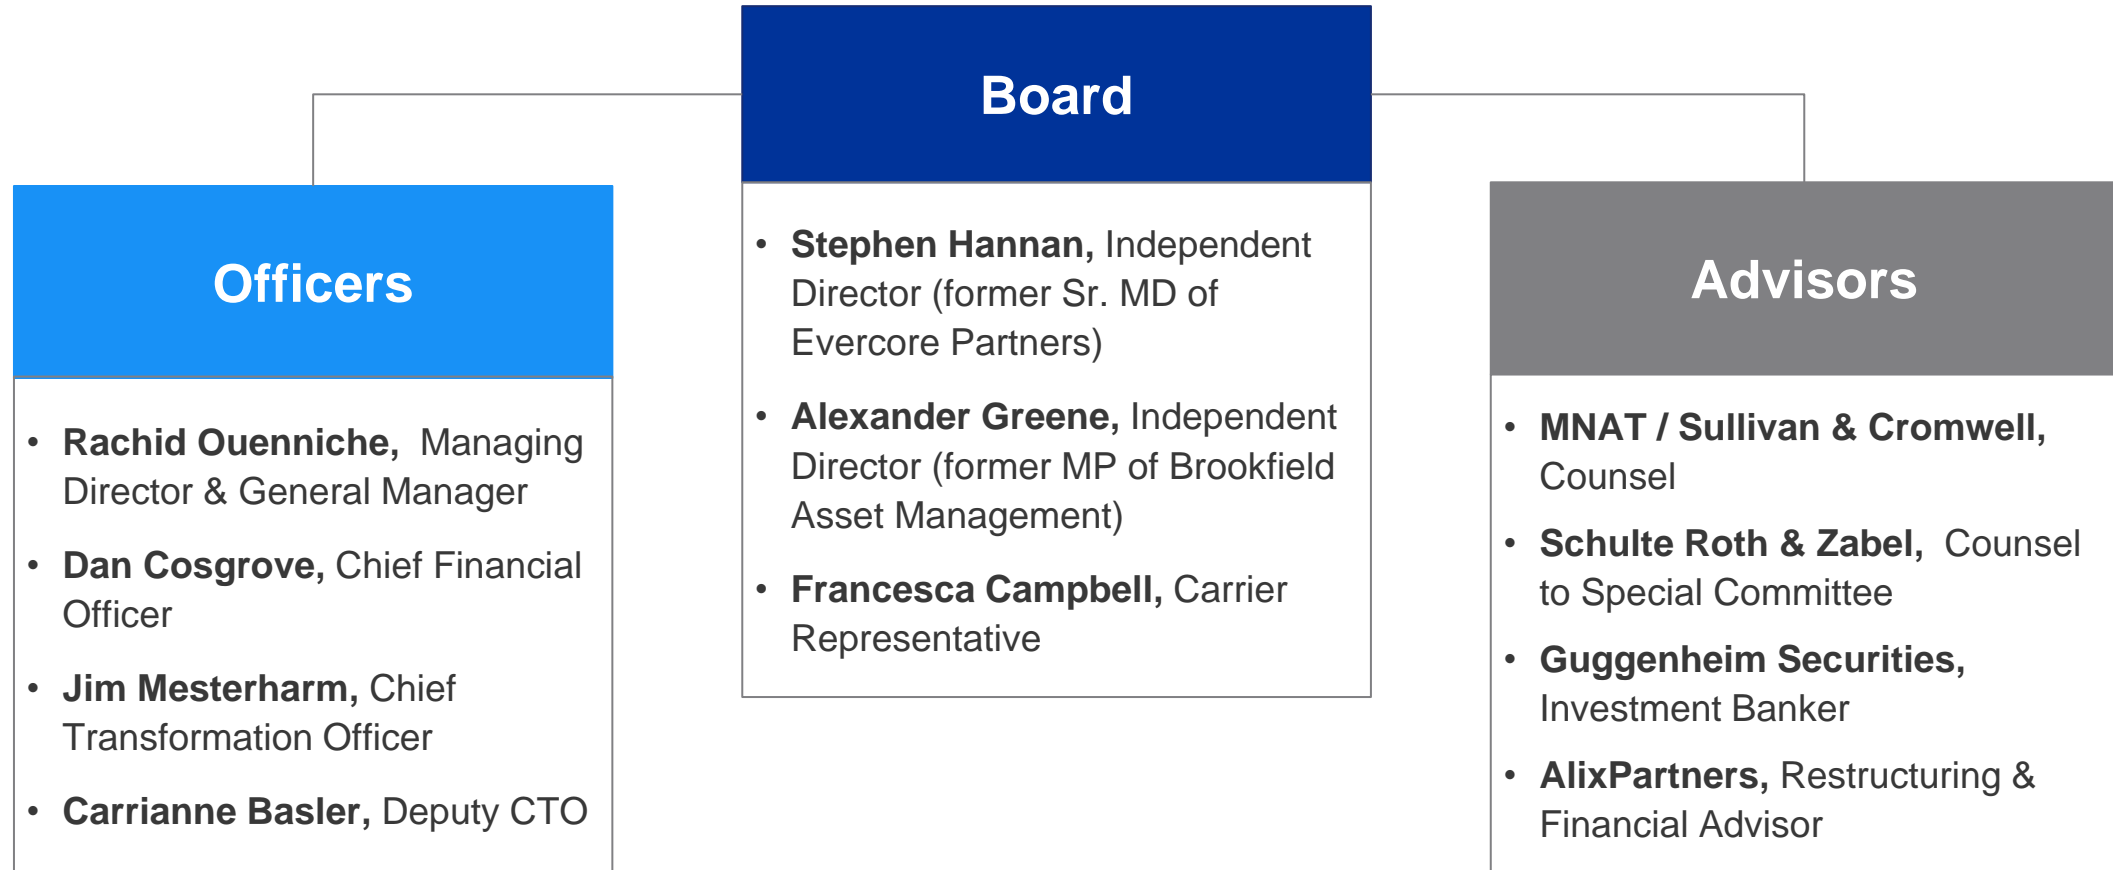 Board
Officers
Advisors
• Rachid Ouenniche, Managing
Director & General Manager
• Dan Cosgrove, Chief Financial
Officer
• Jim Mesterharm, Chief
Transformation Officer
• Carrianne Basler, Deputy CTO
• Stephen Hannan, Independent
Director (former Sr. MD of
Evercore Partners)
• Alexander Greene, Independent
Director (former MP of Brookfield
Asset Management)
• Francesca Campbell, Carrier
Representative
• MNAT / Sullivan & Cromwell,
Counsel
• Schulte Roth & Zabel, Counsel
to Special Committee
• Guggenheim Securities,
Investment Banker
• AlixPartners, Restructuring &
Financial Advisor